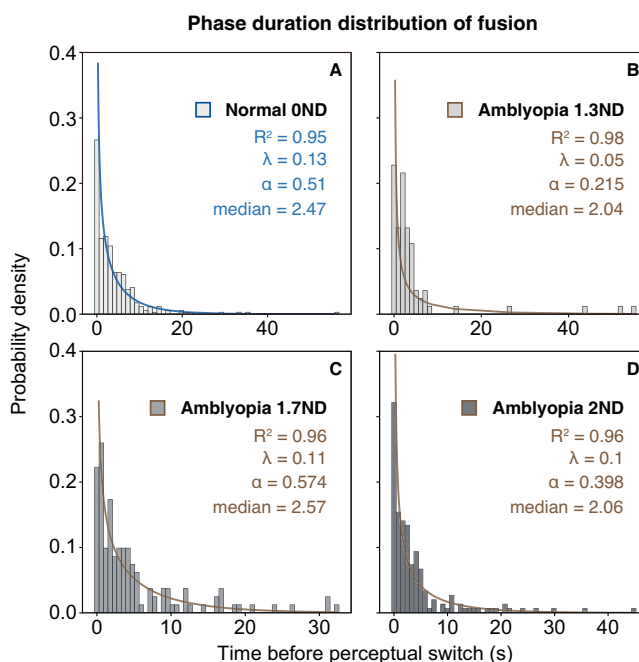 Phase duration distribution of fusion
Probability density
0.4
0.3
0.2
0.1
0.0
0
20
40
A
Normal 0ND
R² = 0.95
λ = 0.13
α = 0.51
median = 2.47
0
20
40
B
Amblyopia 1.3ND
R² = 0.98
λ = 0.05
α = 0.215
median = 2.04
0.4
0.3
0.2
0.1
0.0
0
10
20
30
C
Amblyopia 1.7ND
R² = 0.96
λ = 0.11
α = 0.574
median = 2.57
0
20
40
D
Amblyopia 2ND
R² = 0.96
λ = 0.1
α = 0.398
median = 2.06
Time before perceptual switch (s)